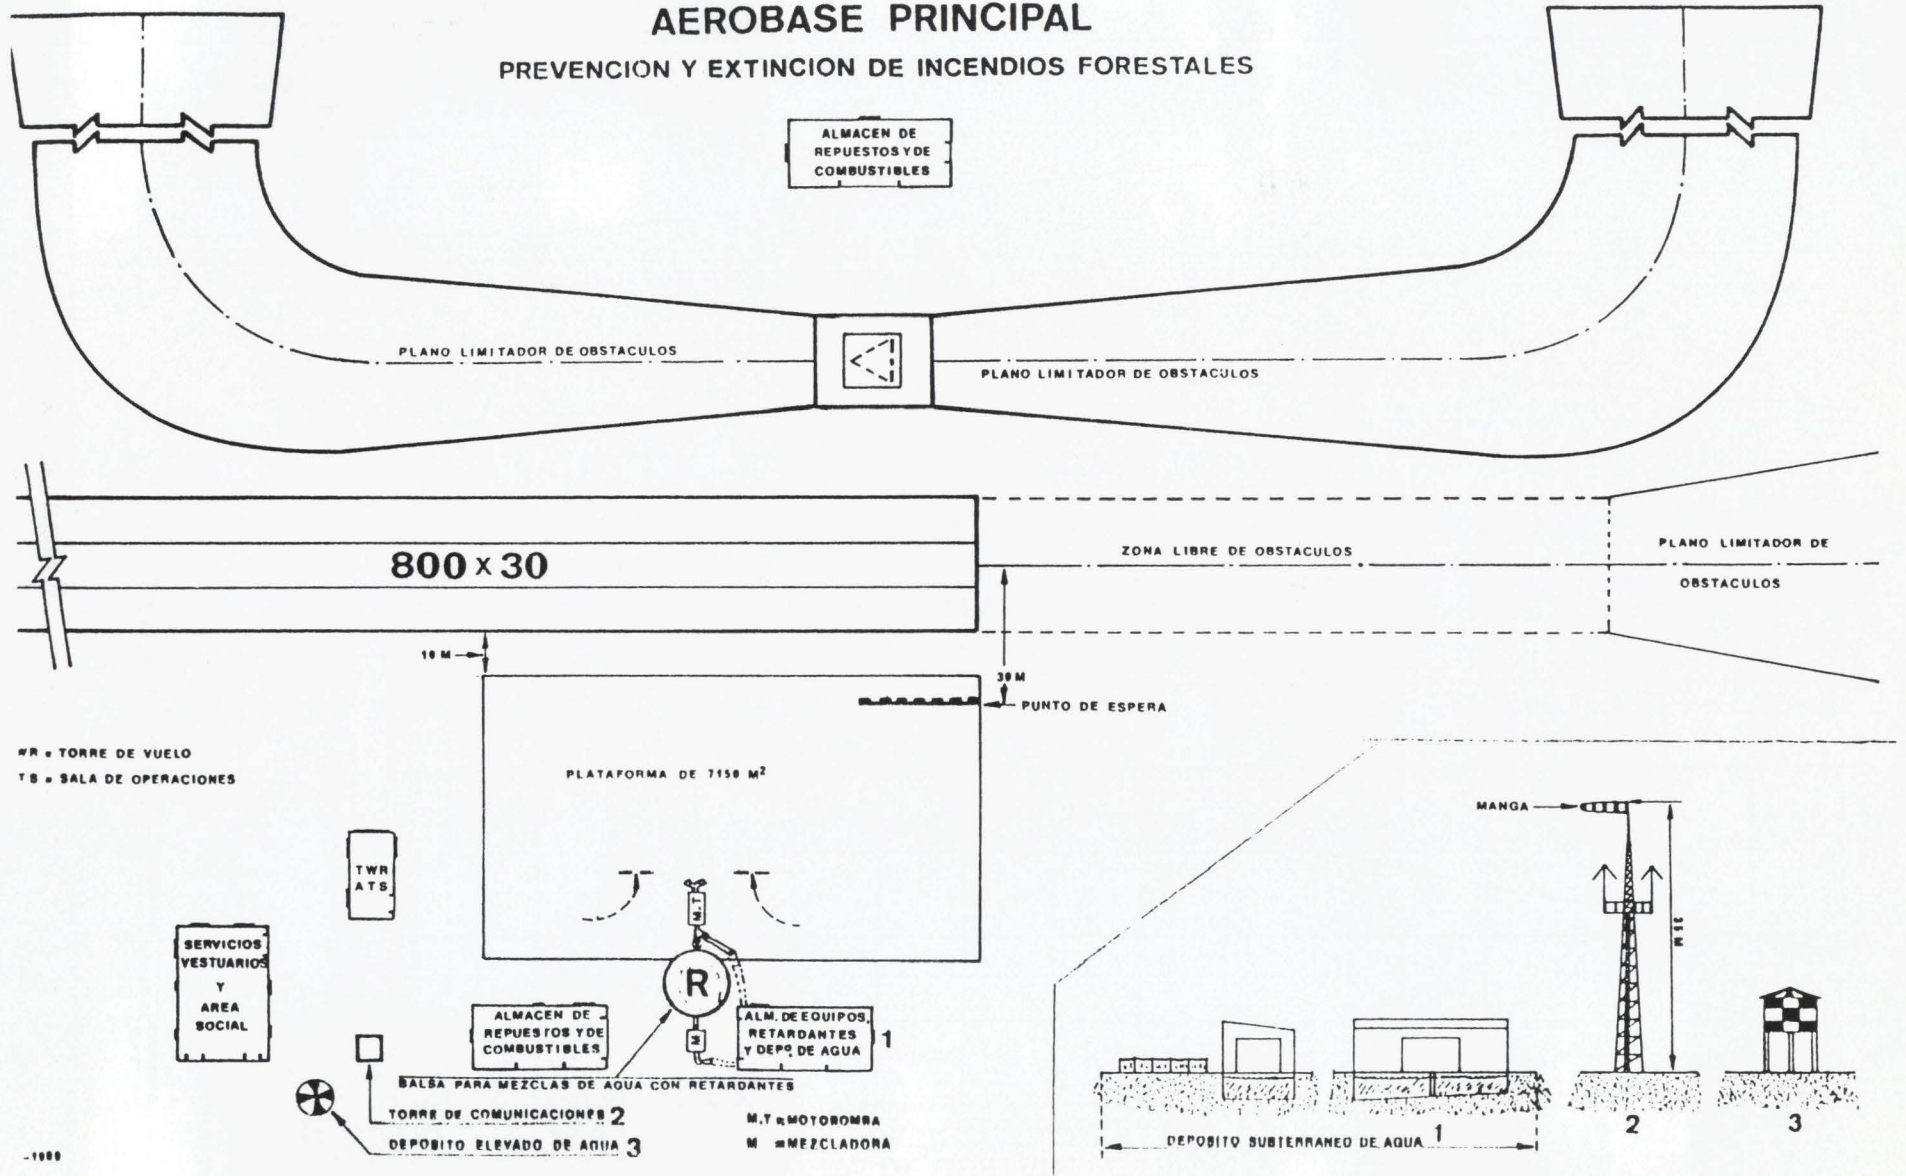 AEROBASE PRINCIPAL
PREVENCION Y EXTINCION DE INCENDIOS FORESTALES
ALMACEN DE
REPUESTOS Y DE
COMBUSTIBLES
PLANO LIMITADOR DE OBSTACULOS
PLANO LIMITADOR DE OBSTACULOS
800 x 30
ZONA LIBRE DE OBSTACULOS
PLANO LIMITADOR DE
OBSTACULOS
10 M
30 M
PUNTO DE ESPERA
WR = TORRE DE VUELO
TS = SALA DE OPERACIONES
PLATAFORMA DE 7150 M²
MANGA
35 M
TWR
ATS
M.T
SERVICIOS
VESTUARIOS
Y
AREA
SOCIAL
R
M
ALMACEN DE
REPUESTOS Y DE
COMBUSTIBLES
ALM. DE EQUIPOS,
RETARDANTES
Y DEPº DE AGUA
1
BALSA PARA MEZCLAS DE AGUA CON RETARDANTES
TORRE DE COMUNICACIONES 2
DEPOSITO ELEVADO DE AGUA 3
M.T = MOTOBOMBA
M = MEZCLADORA
DEPOSITO SUBTERRANEO DE AGUA 1
2
3